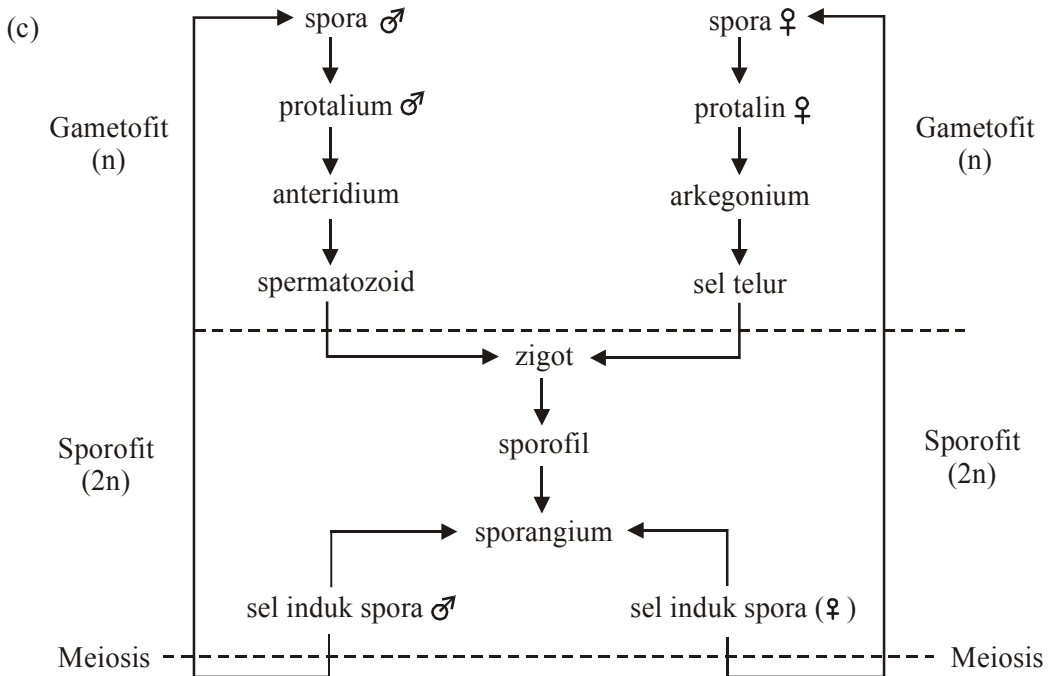 (c)
spora ♂ spora ♀
protalium ♂ protalin ♀
Gametofit Gametofit
(n) (n)
anteridium arkegonium
spermatozoid sel telur
zigot
Sporofit sporofil Sporofit
(2n) (2n)
sporangium
sel induk spora ♂ sel induk spora (♀)
Meiosis Meiosis